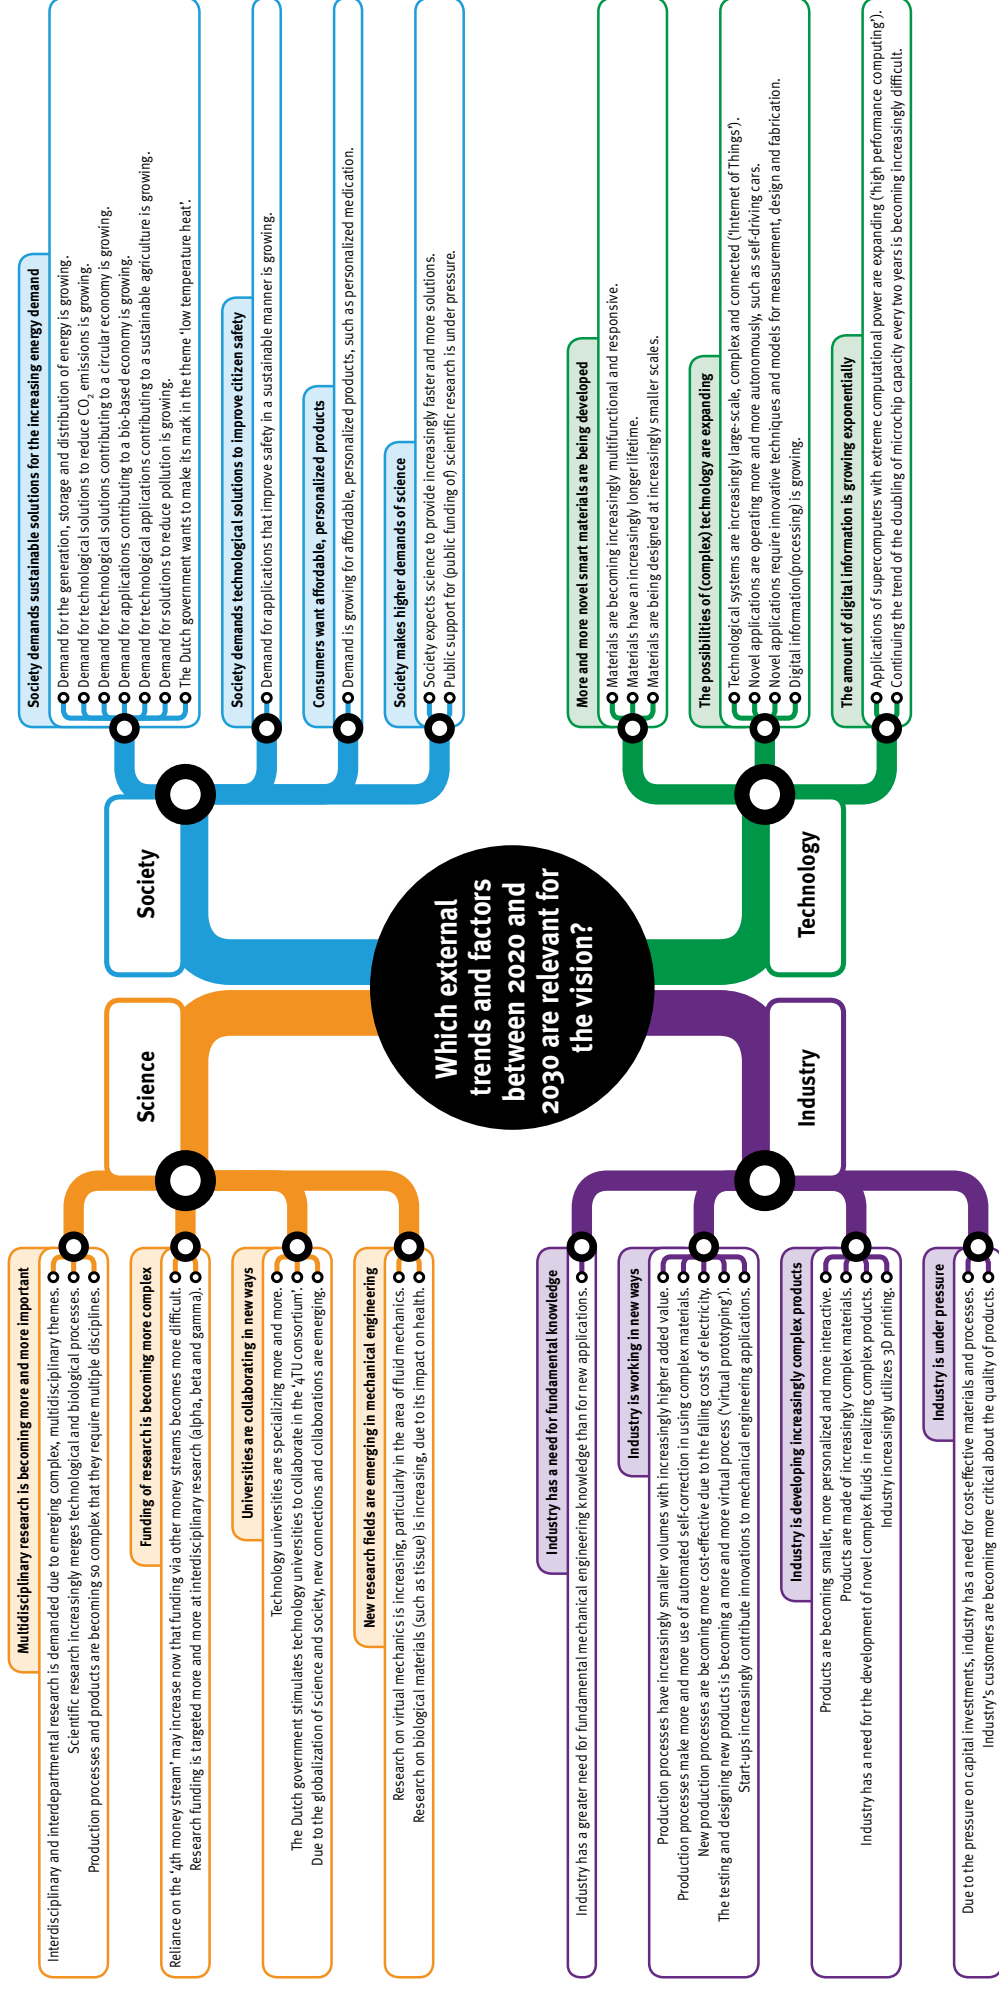 Which external
trends and factors
between 2020 and
2030 are relevant for
the vision?
Science
Multidisciplinary research is becoming more and more important
Interdisciplinary and interdepartmental research is demanded due to emerging complex, multidisciplinary themes.
Scientific research increasingly merges technological and biological processes.
Production processes and products are becoming so complex that they require multiple disciplines.
Funding of research is becoming more complex
Reliance on the ‘4th money stream’ may increase now that funding via other money streams becomes more difficult.
Research funding is targeted more and more at interdisciplinary research (alpha, beta and gamma).
Universities are collaborating in new ways
Technology universities are specializing more and more.
The Dutch government stimulates technology universities to collaborate in the ‘4TU consortium’.
Due to the globalization of science and society, new connections and collaborations are emerging.
New research fields are emerging in mechanical engineering
Research on virtual mechanics is increasing, particularly in the area of fluid mechanics.
Research on biological materials (such as tissue) is increasing, due to its impact on health.
Society
Society demands sustainable solutions for the increasing energy demand
Demand for the generation, storage and distribution of energy is growing.
Demand for technological solutions to reduce CO₂ emissions is growing.
Demand for technological solutions contributing to a circular economy is growing.
Demand for applications contributing to a bio-based economy is growing.
Demand for technological applications contributing to a sustainable agriculture is growing.
Demand for solutions to reduce pollution is growing.
The Dutch government wants to make its mark in the theme ‘low temperature heat’.
Society demands technological solutions to improve citizen safety
Demand for applications that improve safety in a sustainable manner is growing.
Consumers want affordable, personalized products
Demand is growing for affordable, personalized products, such as personalized medication.
Society makes higher demands of science
Society expects science to provide increasingly faster and more solutions.
Public support for (public funding of) scientific research is under pressure.
Industry
Industry has a need for fundamental knowledge
Industry has a greater need for fundamental mechanical engineering knowledge than for new applications.
Industry is working in new ways
Production processes have increasingly smaller volumes with increasingly higher added value.
Production processes make more and more use of automated self-correction in using complex materials.
New production processes are becoming more cost-effective due to the falling costs of electricity.
The testing and designing new products is becoming a more and more virtual process (‘virtual prototyping’).
Start-ups increasingly contribute innovations to mechanical engineering applications.
Industry is developing increasingly complex products
Products are becoming smaller, more personalized and more interactive.
Products are made of increasingly complex materials.
Industry has a need for the development of novel complex fluids in realizing complex products.
Industry increasingly utilizes 3D printing.
Industry is under pressure
Due to the pressure on capital investments, industry has a need for cost-effective materials and processes.
Industry’s customers are becoming more critical about the quality of products.
Technology
More and more novel smart materials are being developed
Materials are becoming increasingly multifunctional and responsive.
Materials have an increasingly longer lifetime.
Materials are being designed at increasingly smaller scales.
The possibilities of (complex) technology are expanding
Technological systems are increasingly large-scale, complex and connected (‘Internet of Things’).
Novel applications are operating more and more autonomously, such as self-driving cars.
Novel applications require innovative techniques and models for measurement, design and fabrication.
Digital information(processing) is growing.
The amount of digital information is growing exponentially
Applications of supercomputers with extreme computational power are expanding (‘high performance computing’).
Continuing the trend of the doubling of microchip capacity every two years is becoming increasingly difficult.